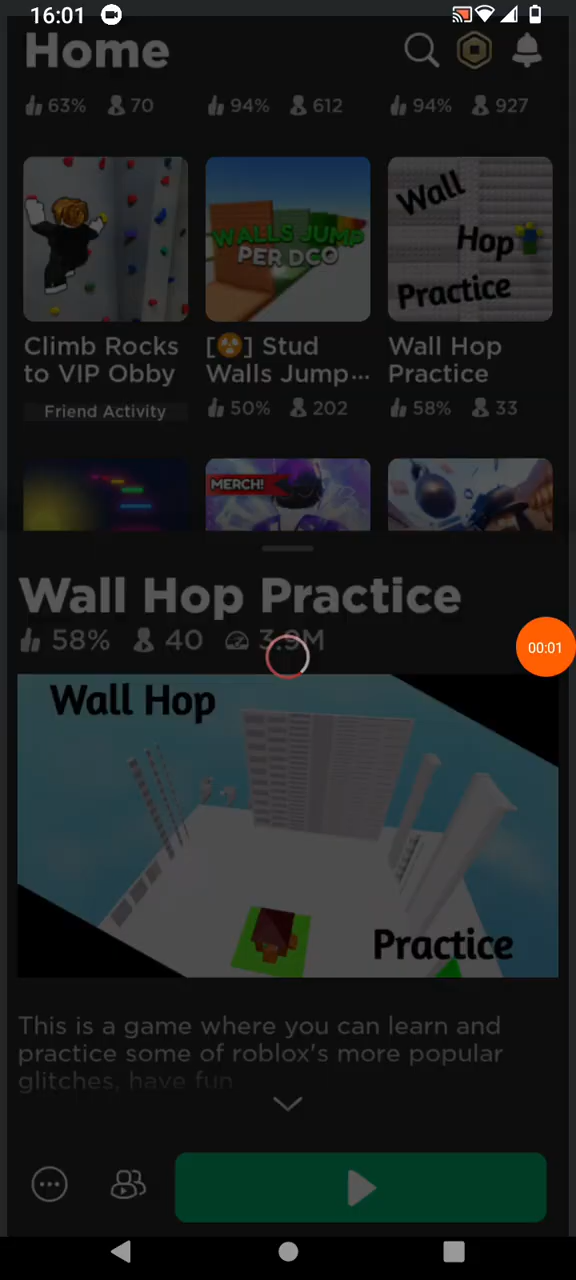 16:01
Home
63% 70 94% 612 94% 927
WALLS JUMP
PER DCO
Wall
Hop
Practice
Climb Rocks
to VIP Obby
Friend Activity
[😲] Stud
Walls Jump...
50% 202
Wall Hop
Practice
58% 33
MERCH!
Wall Hop Practice
58% 40 3.9M
00:01
Wall Hop
Practice
This is a game where you can learn and
practice some of roblox's more popular
glitches, have fun